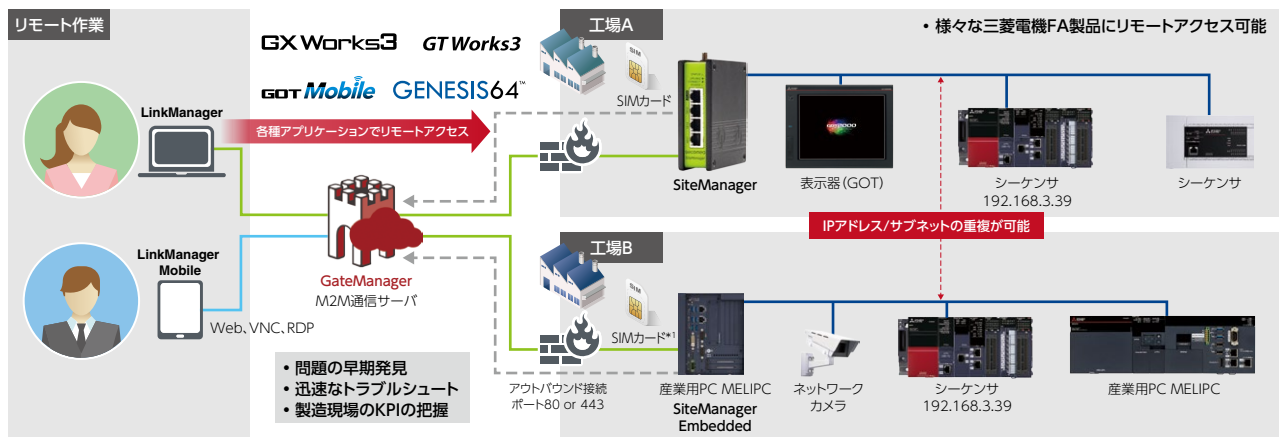 リモート作業
LinkManager
LinkManager
Mobile
Web、VNC、RDP
GX Works3
GT Works3
GOT Mobile
GENESIS64™
各種アプリケーションでリモートアクセス
GateManager
M2M通信サーバ
・問題の早期発見
・迅速なトラブルシュート
・製造現場のKPIの把握
工場A
・様々な三菱電機FA製品にリモートアクセス可能
SIM
SIMカード
SiteManager
表示器(GOT)
シーケンサ
192.168.3.39
シーケンサ
IPアドレス/サブネットの重複が可能
工場B
SIM
SIMカード*1
アウトバウンド接続
ポート80 or 443
産業用PC MELIPC
SiteManager
Embedded
ネットワーク
カメラ
シーケンサ
192.168.3.39
産業用PC MELIPC